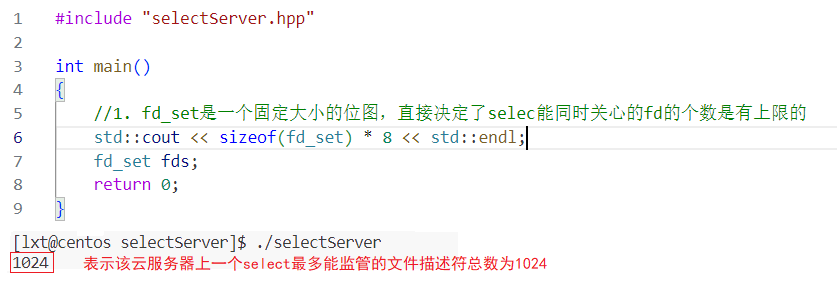 1 #include "selectServer.hpp"
2
3 int main()
4 {
5 //1. fd_set是一个固定大小的位图，直接决定了selec能同时关心的fd的个数是有上限的
6 std::cout << sizeof(fd_set) * 8 << std::endl;
7 fd_set fds;
8 return 0;
9 }
[lxt@centos selectServer]$ ./selectServer
1024 表示该云服务器上一个select最多能监管的文件描述符总数为1024